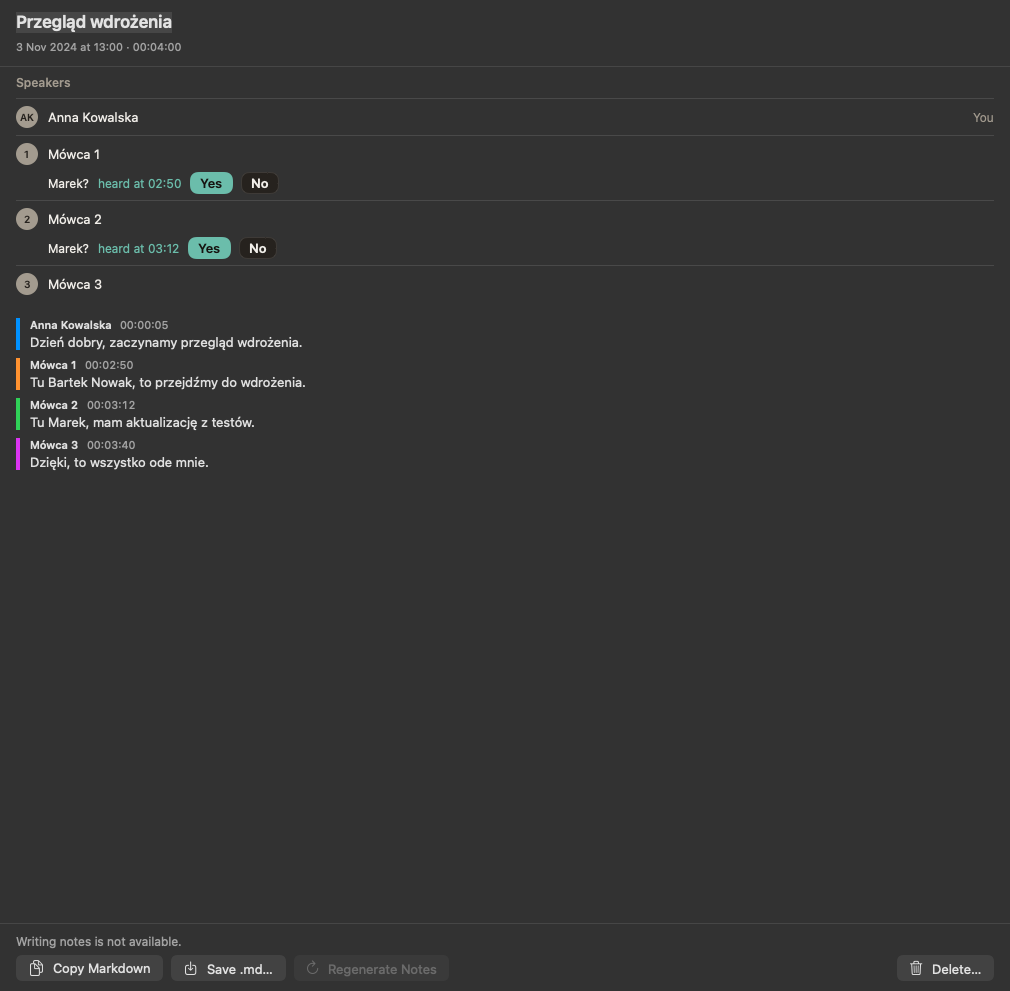 Przegląd wdrożenia
3 Nov 2024 at 13:00 · 00:04:00
Speakers
AK Anna Kowalska You
1 Mówca 1
Marek? heard at 02:50 Yes No
2 Mówca 2
Marek? heard at 03:12 Yes No
3 Mówca 3
Anna Kowalska 00:00:05
Dzień dobry, zaczynamy przegląd wdrożenia.
Mówca 1 00:02:50
Tu Bartek Nowak, to przejdźmy do wdrożenia.
Mówca 2 00:03:12
Tu Marek, mam aktualizację z testów.
Mówca 3 00:03:40
Dzięki, to wszystko ode mnie.
Writing notes is not available.
Copy Markdown Save .md... Regenerate Notes Delete...